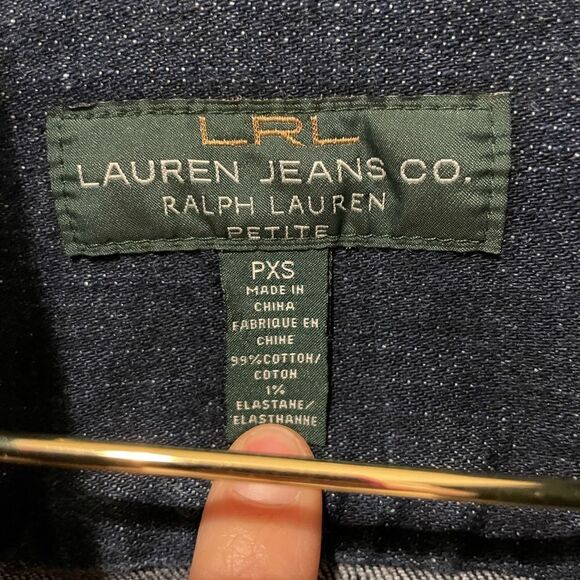 LRL
LAUREN JEANS CO.
RALPH LAUREN
PETITE
PXS
MADE IN
CHINA
FABRIQUE EN
CHINE
99%COTTON/
COTON
1%
ELASTANE/
ELASTHANNE